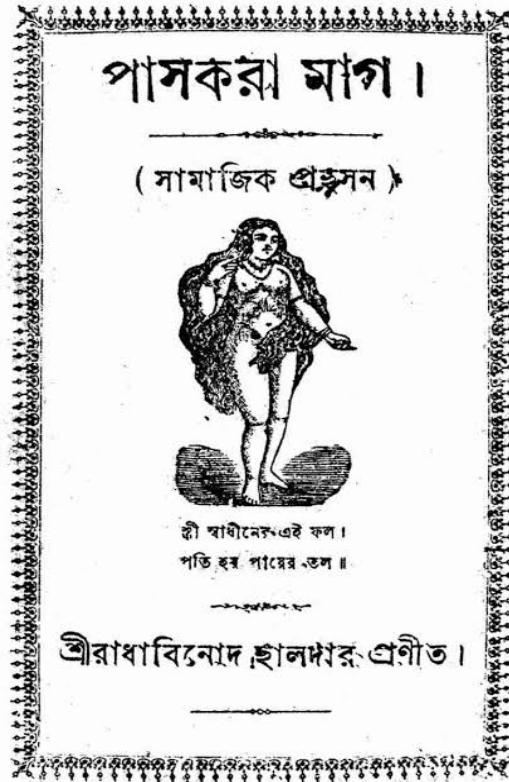 পাসকরা মাগ।
( সামাজিক প্রহসন )
স্ত্রী স্বাধীনের এই ফল।
পতি হয় পায়ের তল॥
শ্রীরাধাবিনোদ হালদার প্রণীত।